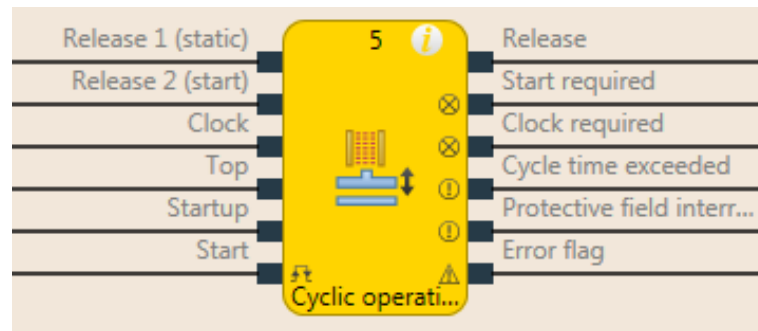 Release 1 (static)
Release 2 (start)
Clock
Top
Startup
Start
5
i
Cyclic operati...
Release
Start required
Clock required
Cycle time exceeded
Protective field interr...
Error flag